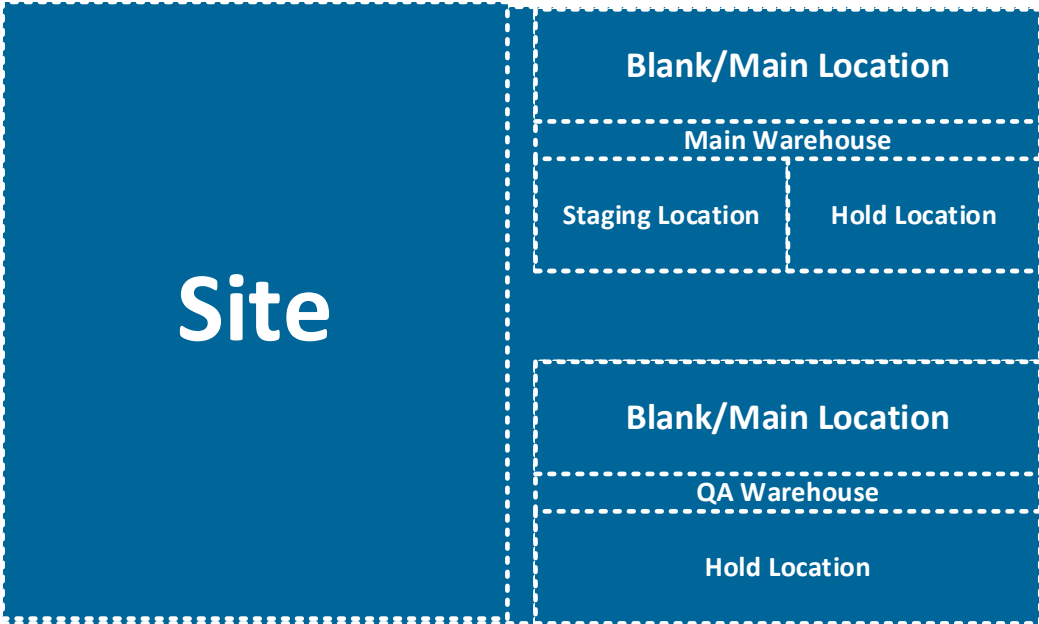 Site
Blank/Main Location
Main Warehouse
Staging Location
Hold Location
Blank/Main Location
QA Warehouse
Hold Location